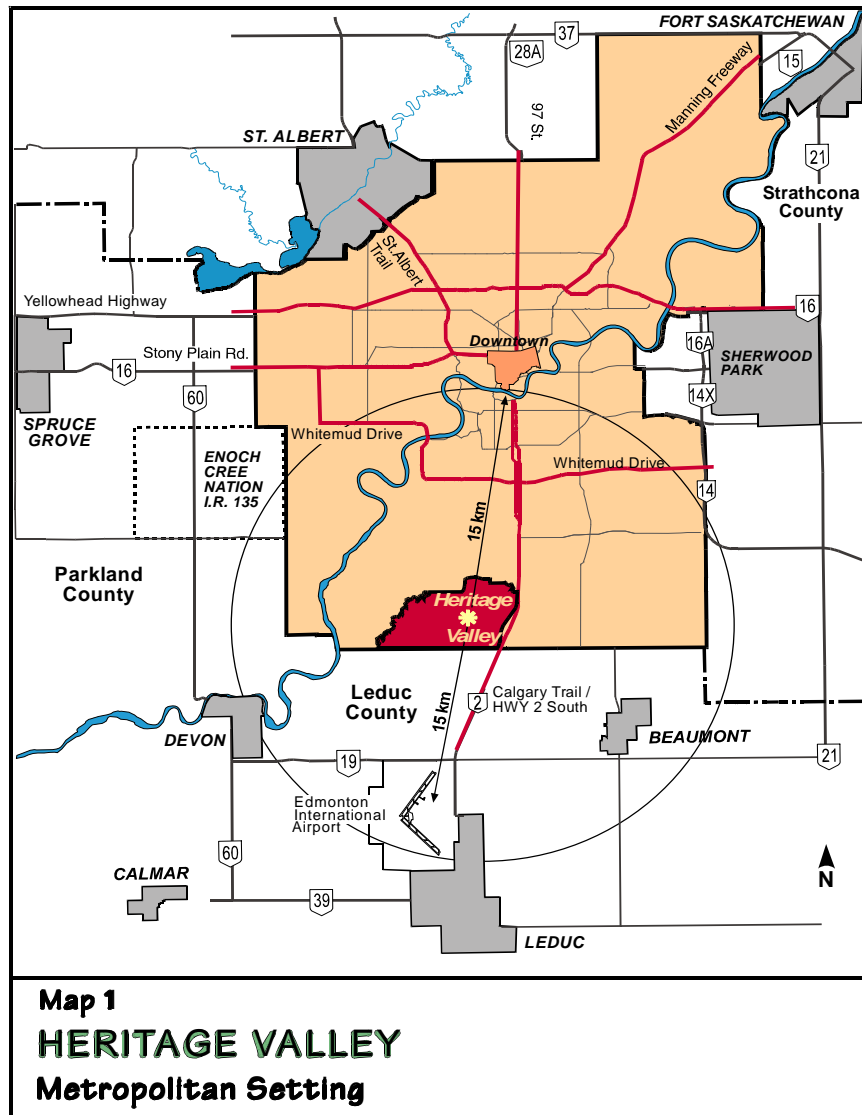 FORT SASKATCHEWAN
37
28A
15
97 St.
Manning Freeway
ST. ALBERT
21
Strathcona
County
St. Albert
Trail
Yellowhead Highway
16
Downtown
16A
Stony Plain Rd.
SHERWOOD
PARK
16
60
14X
SPRUCE
GROVE
Whitemud Drive
ENOCH
CREE
NATION
I.R. 135
Whitemud Drive
14
15 km
Parkland
County
Heritage
Valley
Leduc
County
2
Calgary Trail /
HWY 2 South
15 km
DEVON
BEAUMONT
19
21
Edmonton
International
Airport
60
CALMAR
N
39
LEDUC
Map 1
HERITAGE VALLEY
Metropolitan Setting